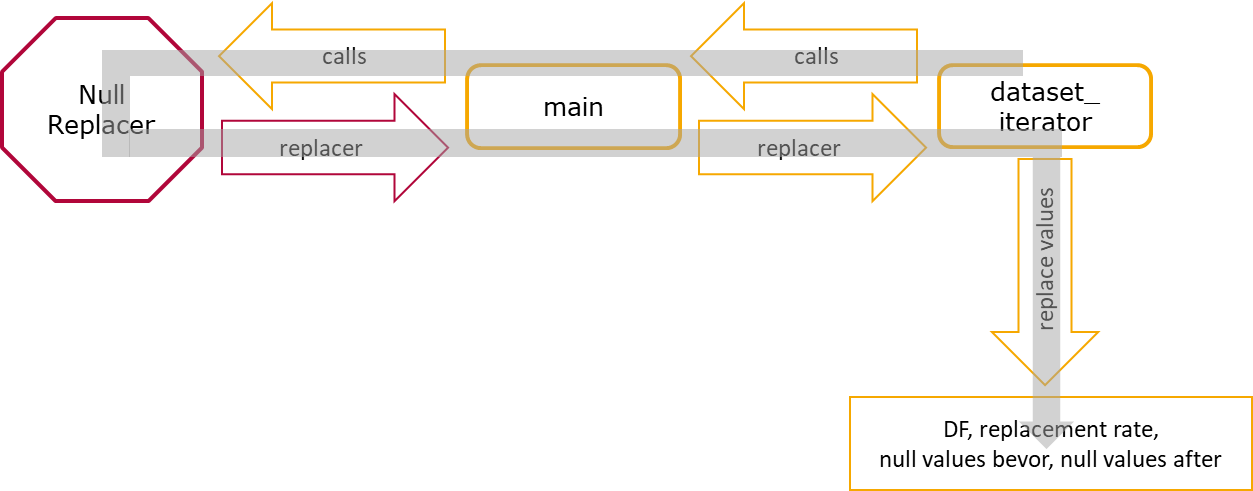 calls
calls
Null
Replacer
main
dataset_
iterator
replacer
replacer
replace values
DF, replacement rate,
null values bevor, null values after